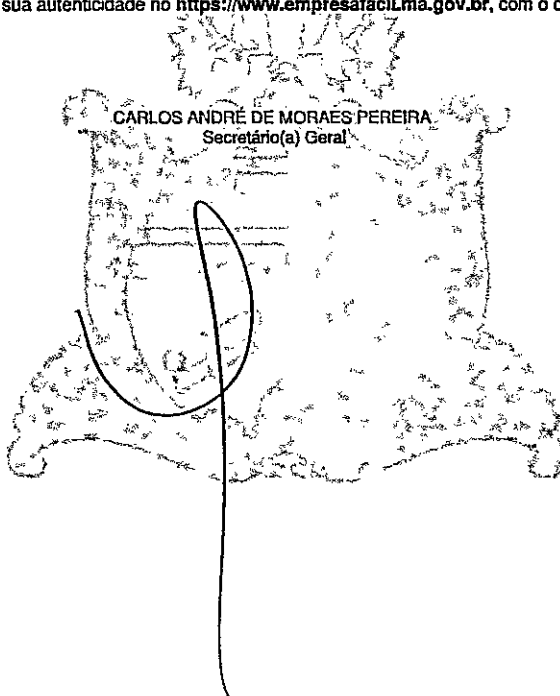 sua autenticidade no https://www.empresafacil.ma.gov.br, com o c
CARLOS ANDRÉ DE MORAES PEREIRA
Secretário(a) Geral